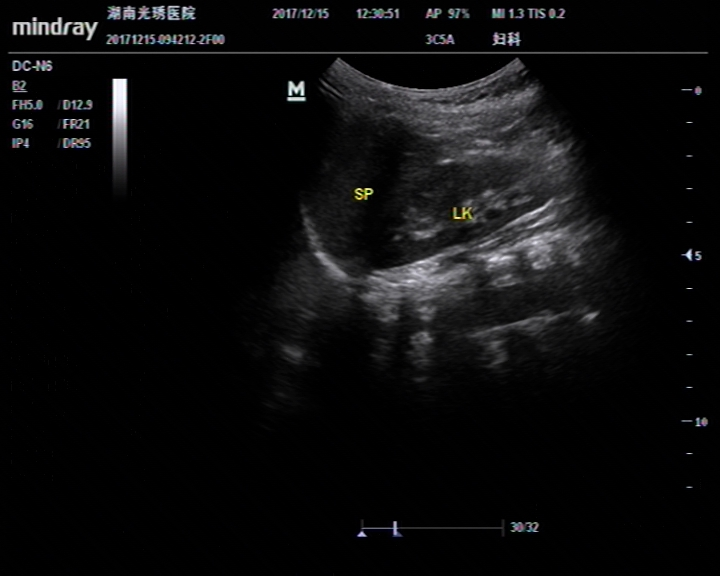 mindray 湖南光琇医院 2017/12/15 12:30:51 AP 97% MI 1.3 TIS 0.2
20171215-094212-2F00 3C5A 妇科
DC-N6
B2
FH5.0 /D12.9
G16 /FR21
IP4 /DR95
M
0
SP
LK
5
10
30/32